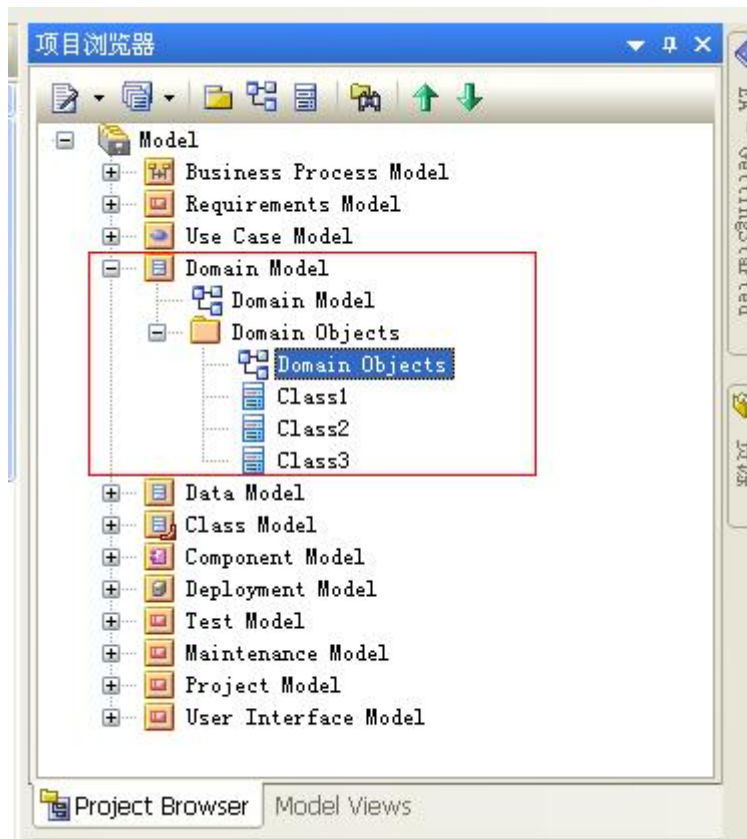 项目浏览器
Model
Business Process Model
Requirements Model
Use Case Model
Domain Model
Domain Model
Domain Objects
Domain Objects
Class1
Class2
Class3
Data Model
Class Model
Component Model
Deployment Model
Test Model
Maintenance Model
Project Model
User Interface Model
Project Browser
Model Views